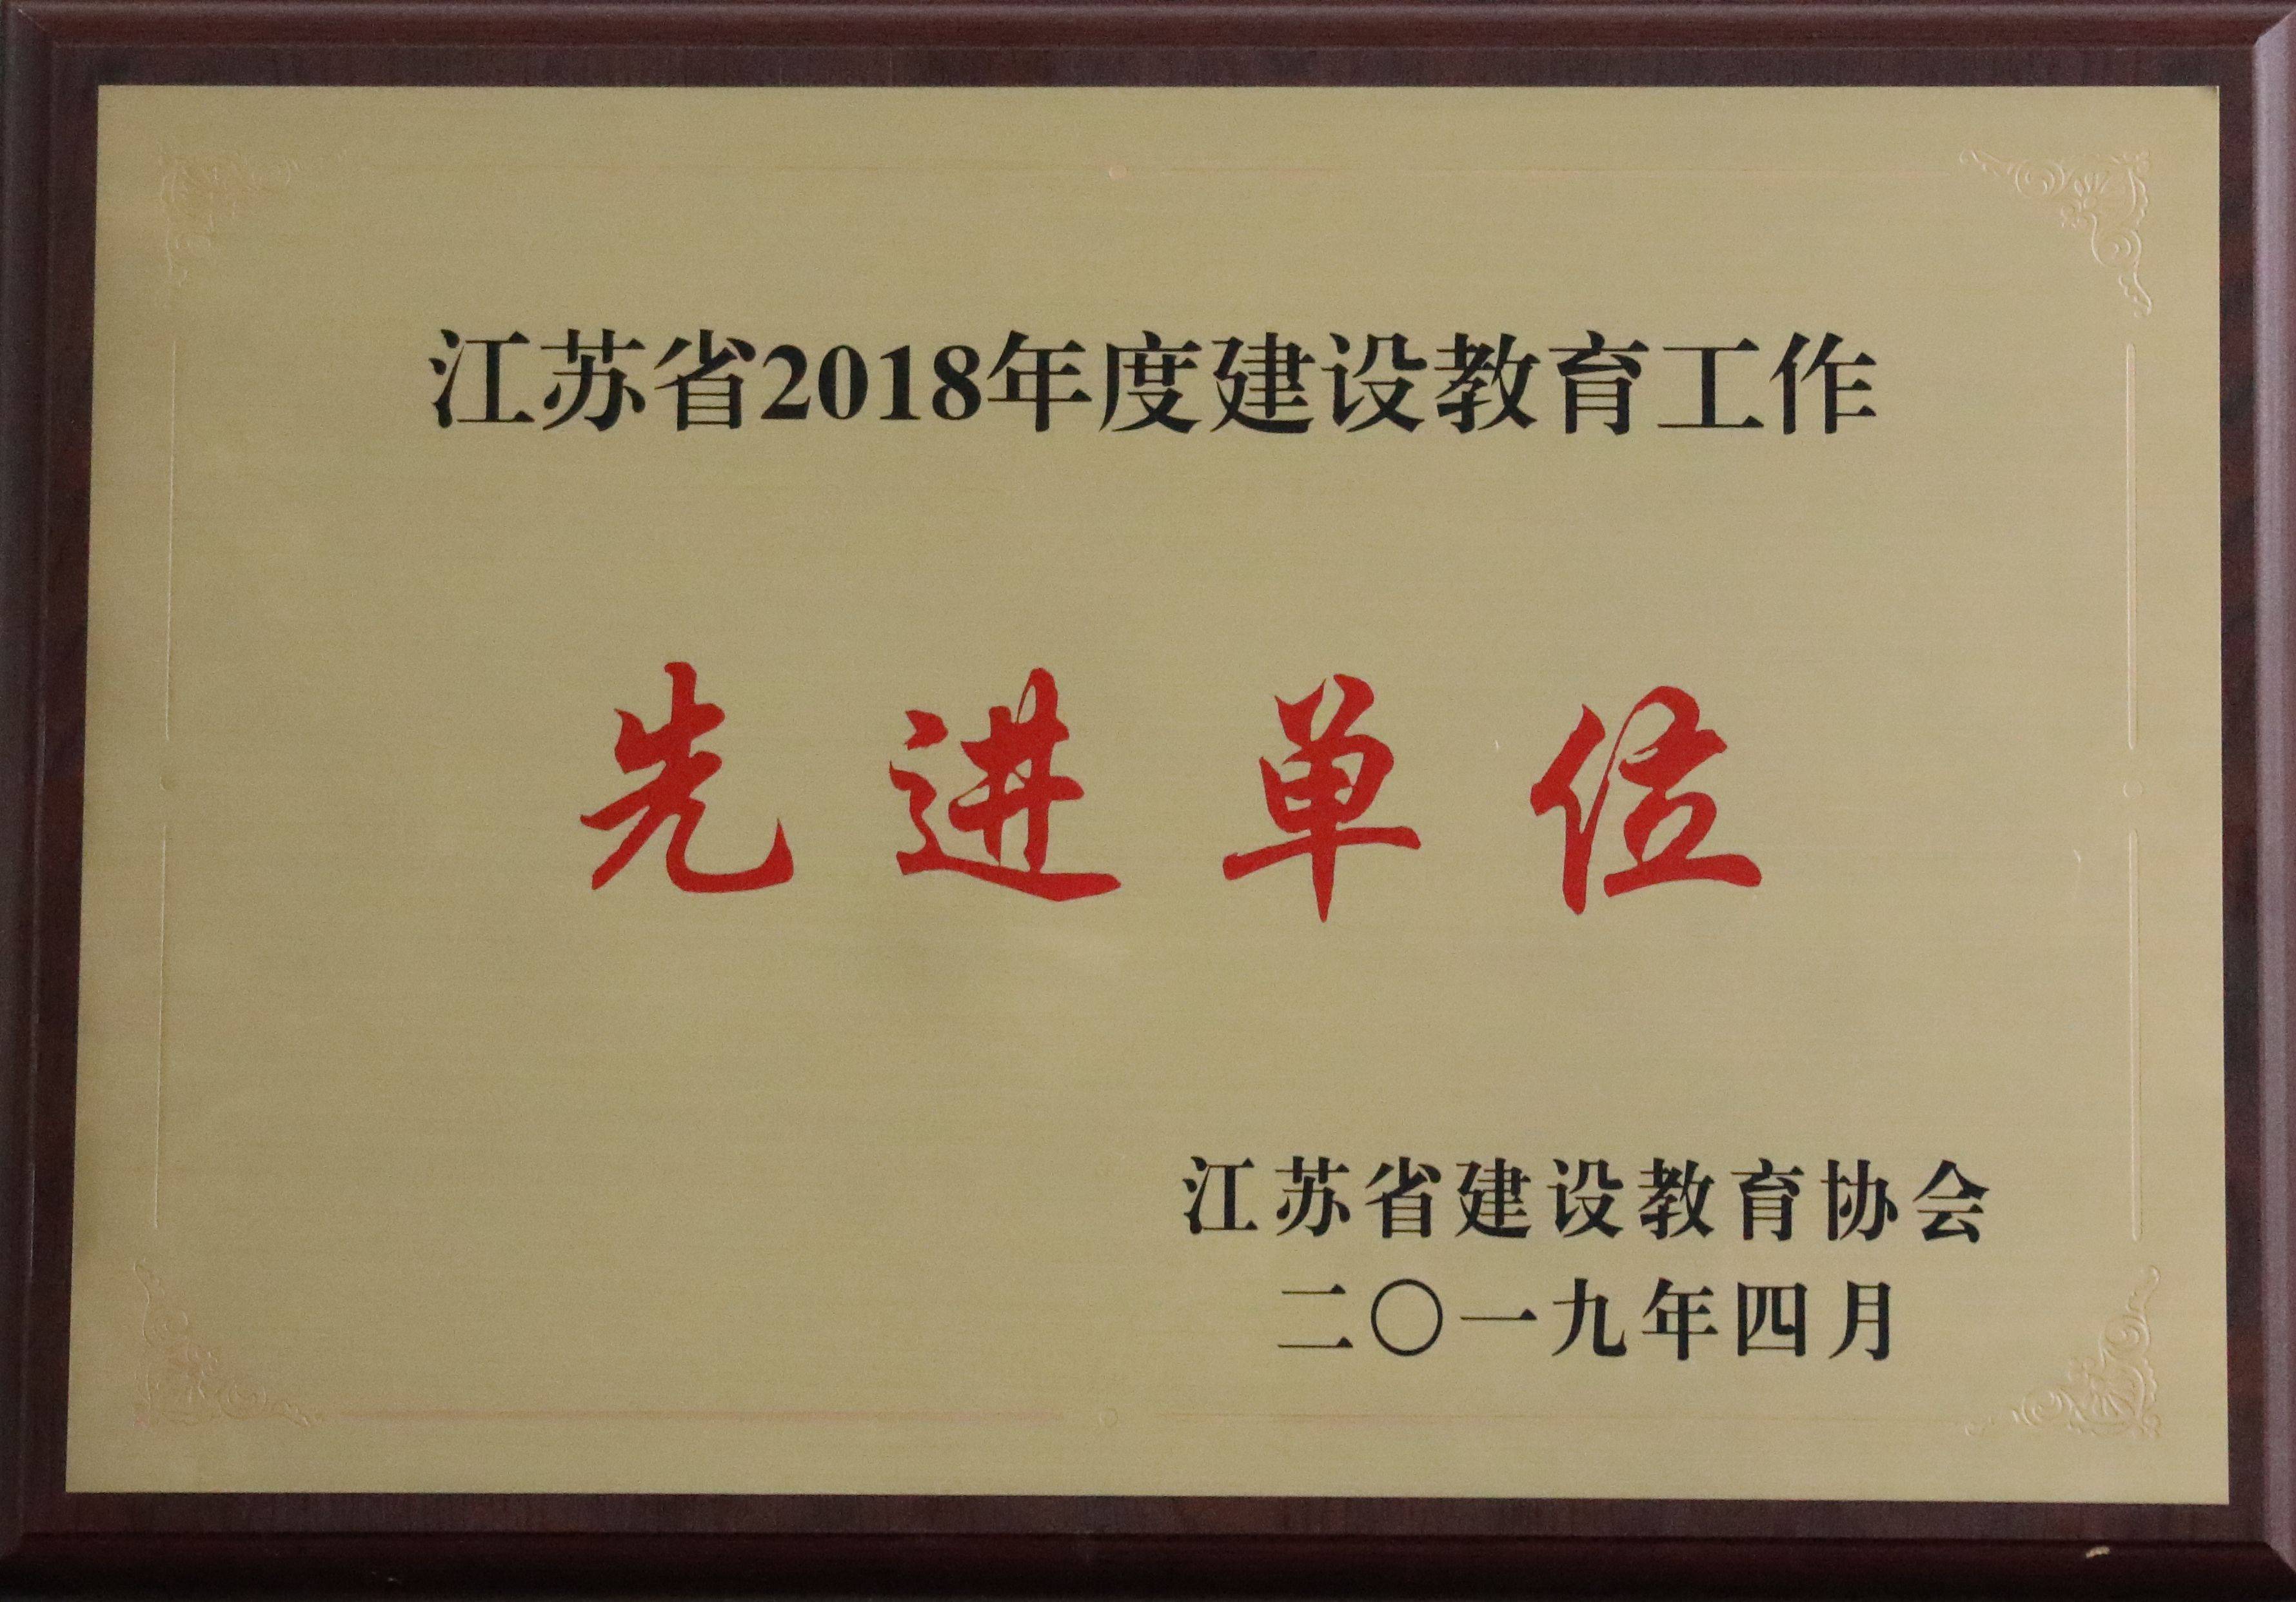 江苏省2018年度建设教育工作
先进单位
江苏省建设教育协会
二〇一九年四月